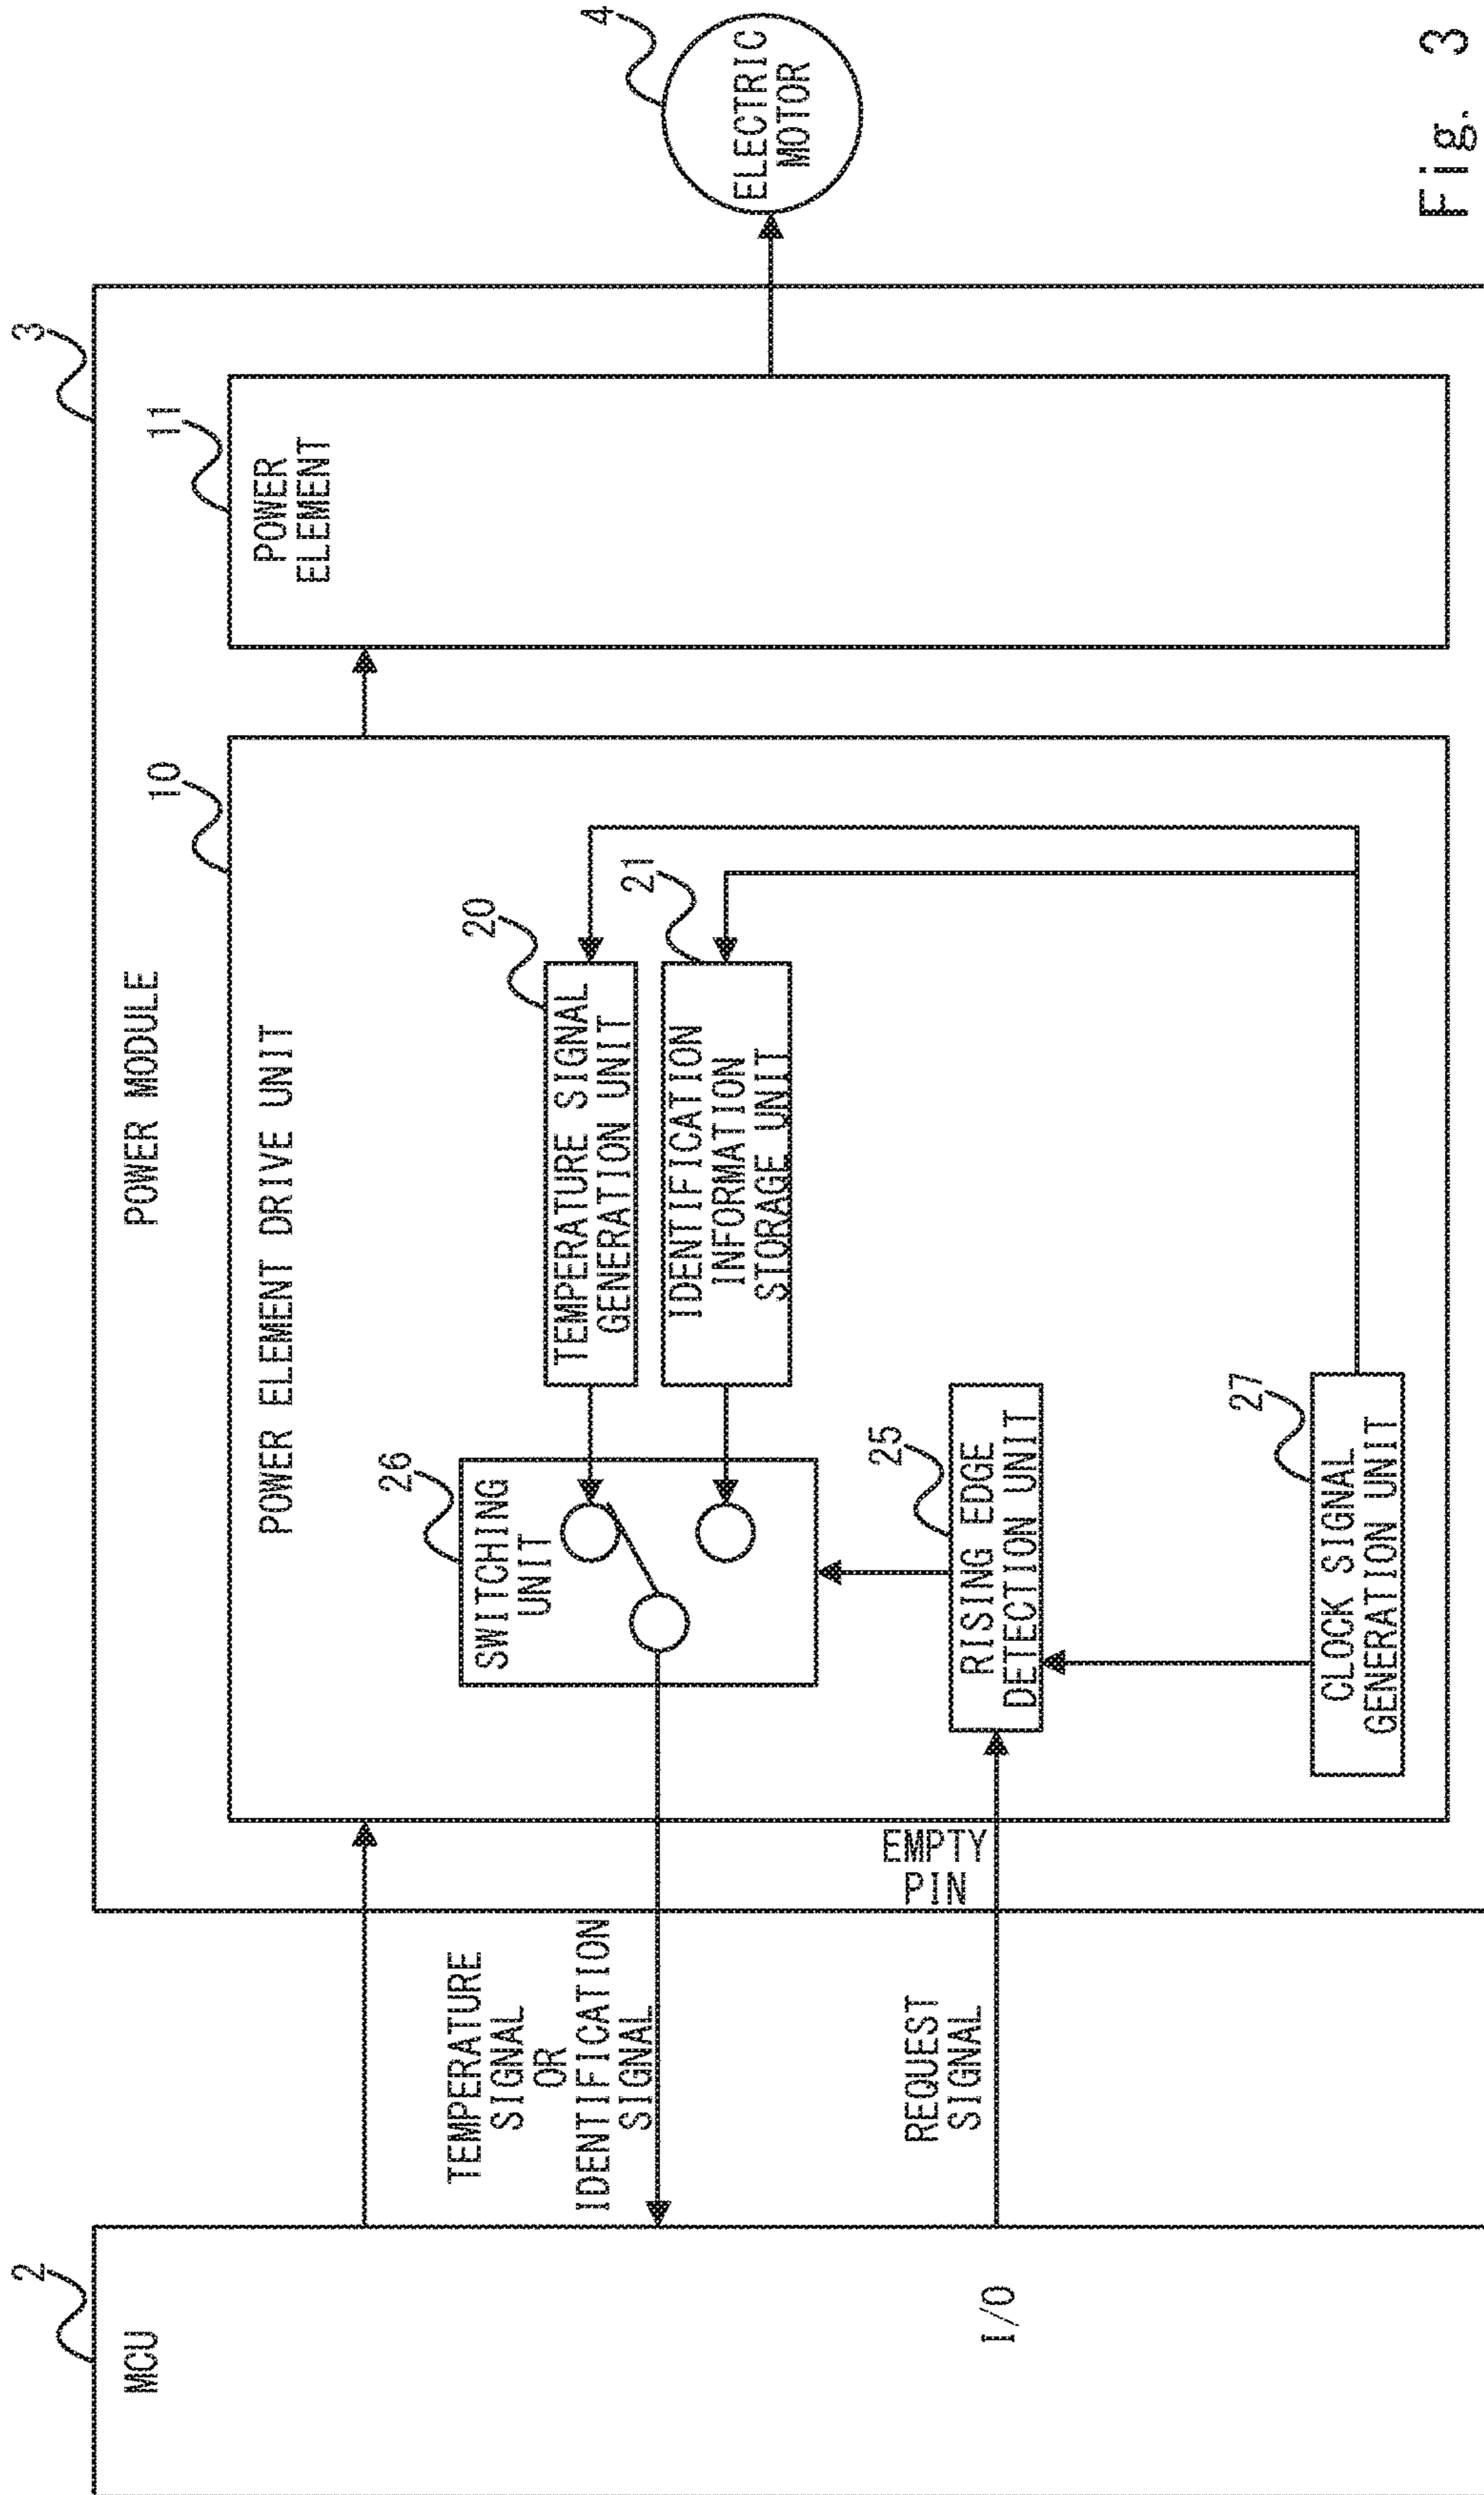 2
MCU
I/O
TEMPERATURE
SIGNAL
OR
IDENTIFICATION
SIGNAL
REQUEST
SIGNAL
EMPTY
PIN
3
POWER MODULE
10
POWER ELEMENT DRIVE UNIT
26
SWITCHING
UNIT
20
TEMPERATURE SIGNAL
GENERATION UNIT
21
IDENTIFICATION
INFORMATION
STORAGE UNIT
25
RISING EDGE
DETECTION UNIT
27
CLOCK SIGNAL
GENERATION UNIT
11
POWER
ELEMENT
4
ELECTRIC
MOTOR
Fig. 3